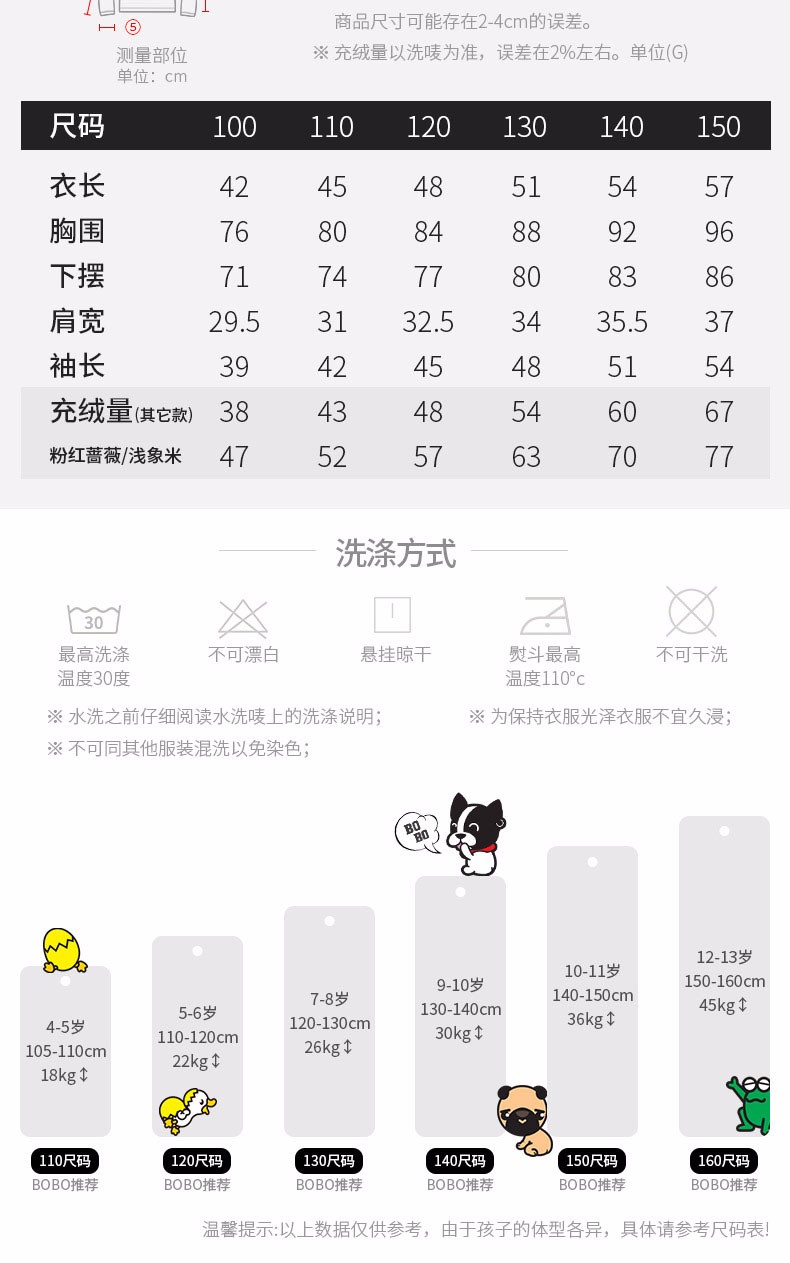 ⑤
测量部位
单位：cm
商品尺寸可能存在2-4cm的误差。
※ 充绒量以洗唛为准，误差在2%左右。单位(G)
尺码 100 110 120 130 140 150
衣长 42 45 48 51 54 57
胸围 76 80 84 88 92 96
下摆 71 74 77 80 83 86
肩宽 29.5 31 32.5 34 35.5 37
袖长 39 42 45 48 51 54
充绒量(其它款) 38 43 48 54 60 67
粉红蔷薇/浅象米 47 52 57 63 70 77
洗涤方式
30
最高洗涤
温度30度
不可漂白
悬挂晾干
熨斗最高
温度110°c
不可干洗
※ 水洗之前仔细阅读水洗唛上的洗涤说明；
※ 为保持衣服光泽衣服不宜久浸；
※ 不可同其他服装混洗以免染色；
BO
BO
4-5岁
105-110cm
18kg↕
5-6岁
110-120cm
22kg↕
7-8岁
120-130cm
26kg↕
9-10岁
130-140cm
30kg↕
10-11岁
140-150cm
36kg↕
12-13岁
150-160cm
45kg↕
110尺码 120尺码 130尺码 140尺码 150尺码 160尺码
BOBO推荐 BOBO推荐 BOBO推荐 BOBO推荐 BOBO推荐 BOBO推荐
温馨提示:以上数据仅供参考，由于孩子的体型各异，具体请参考尺码表!